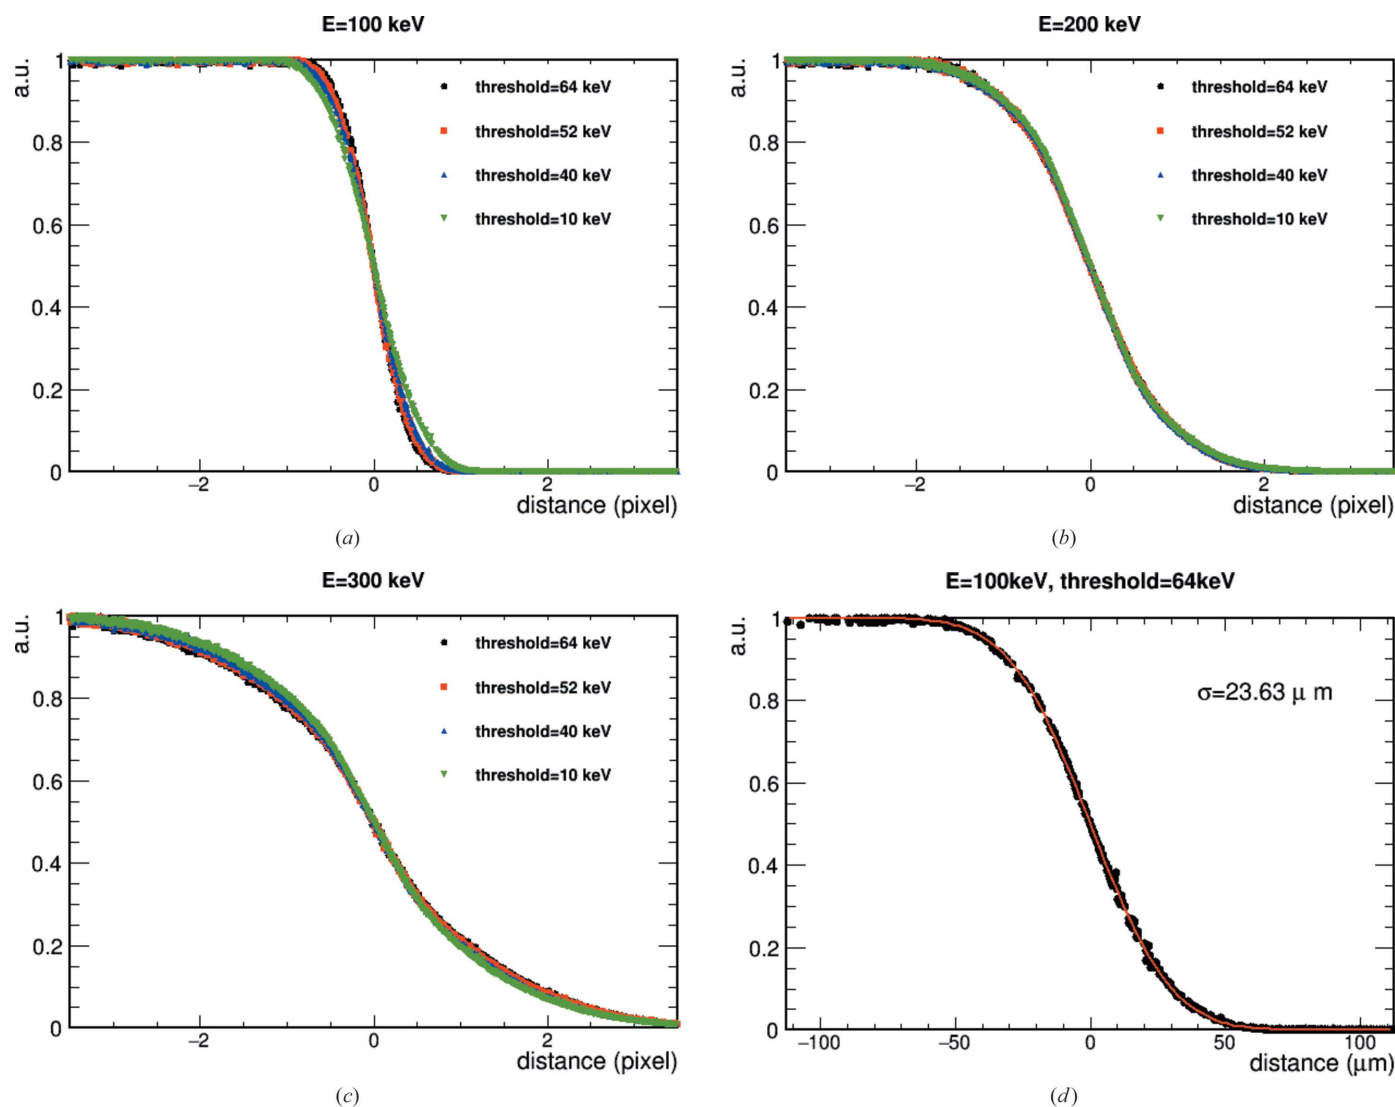 E=100 keV
a.u.
1
0.8
0.6
0.4
0.2
0
−2
0
2
distance (pixel)
threshold=64 keV
threshold=52 keV
threshold=40 keV
threshold=10 keV
(a)
E=200 keV
a.u.
1
0.8
0.6
0.4
0.2
0
−2
0
2
distance (pixel)
threshold=64 keV
threshold=52 keV
threshold=40 keV
threshold=10 keV
(b)
E=300 keV
a.u.
1
0.8
0.6
0.4
0.2
0
−2
0
2
distance (pixel)
threshold=64 keV
threshold=52 keV
threshold=40 keV
threshold=10 keV
(c)
E=100keV, threshold=64keV
a.u.
1
0.8
0.6
0.4
0.2
0
−100
−50
0
50
100
distance (μm)
σ=23.63 μ m
(d)